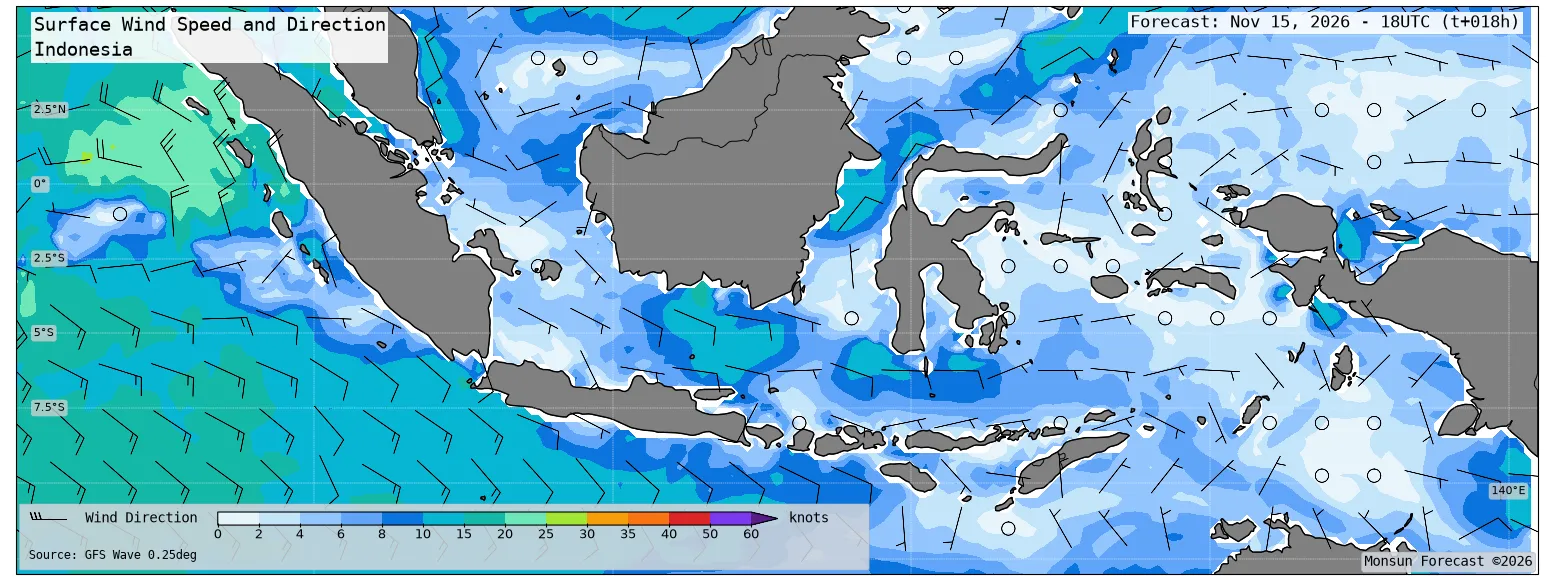 Surface Wind Speed and Direction
Indonesia
Forecast: Nov 15, 2026 - 18UTC (t+018h)
2.5°N
0°
2.5°S
5°S
7.5°S
140°E
Wind Direction
0 2 4 6 8 10 15 20 25 30 35 40 50 60 knots
Source: GFS Wave 0.25deg
Monsun Forecast ©2026